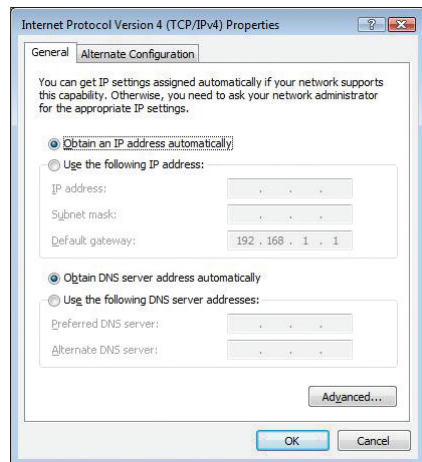 Internet Protocol Version 4 (TCP/IPv4) Properties
General
Alternate Configuration
You can get IP settings assigned automatically if your network supports
this capability. Otherwise, you need to ask your network administrator
for the appropriate IP settings.
Obtain an IP address automatically
Use the following IP address:
IP address:
Subnet mask:
Default gateway: 192 . 168 . 1 . 1
Obtain DNS server address automatically
Use the following DNS server addresses:
Preferred DNS server:
Alternate DNS server:
Advanced...
OK
Cancel